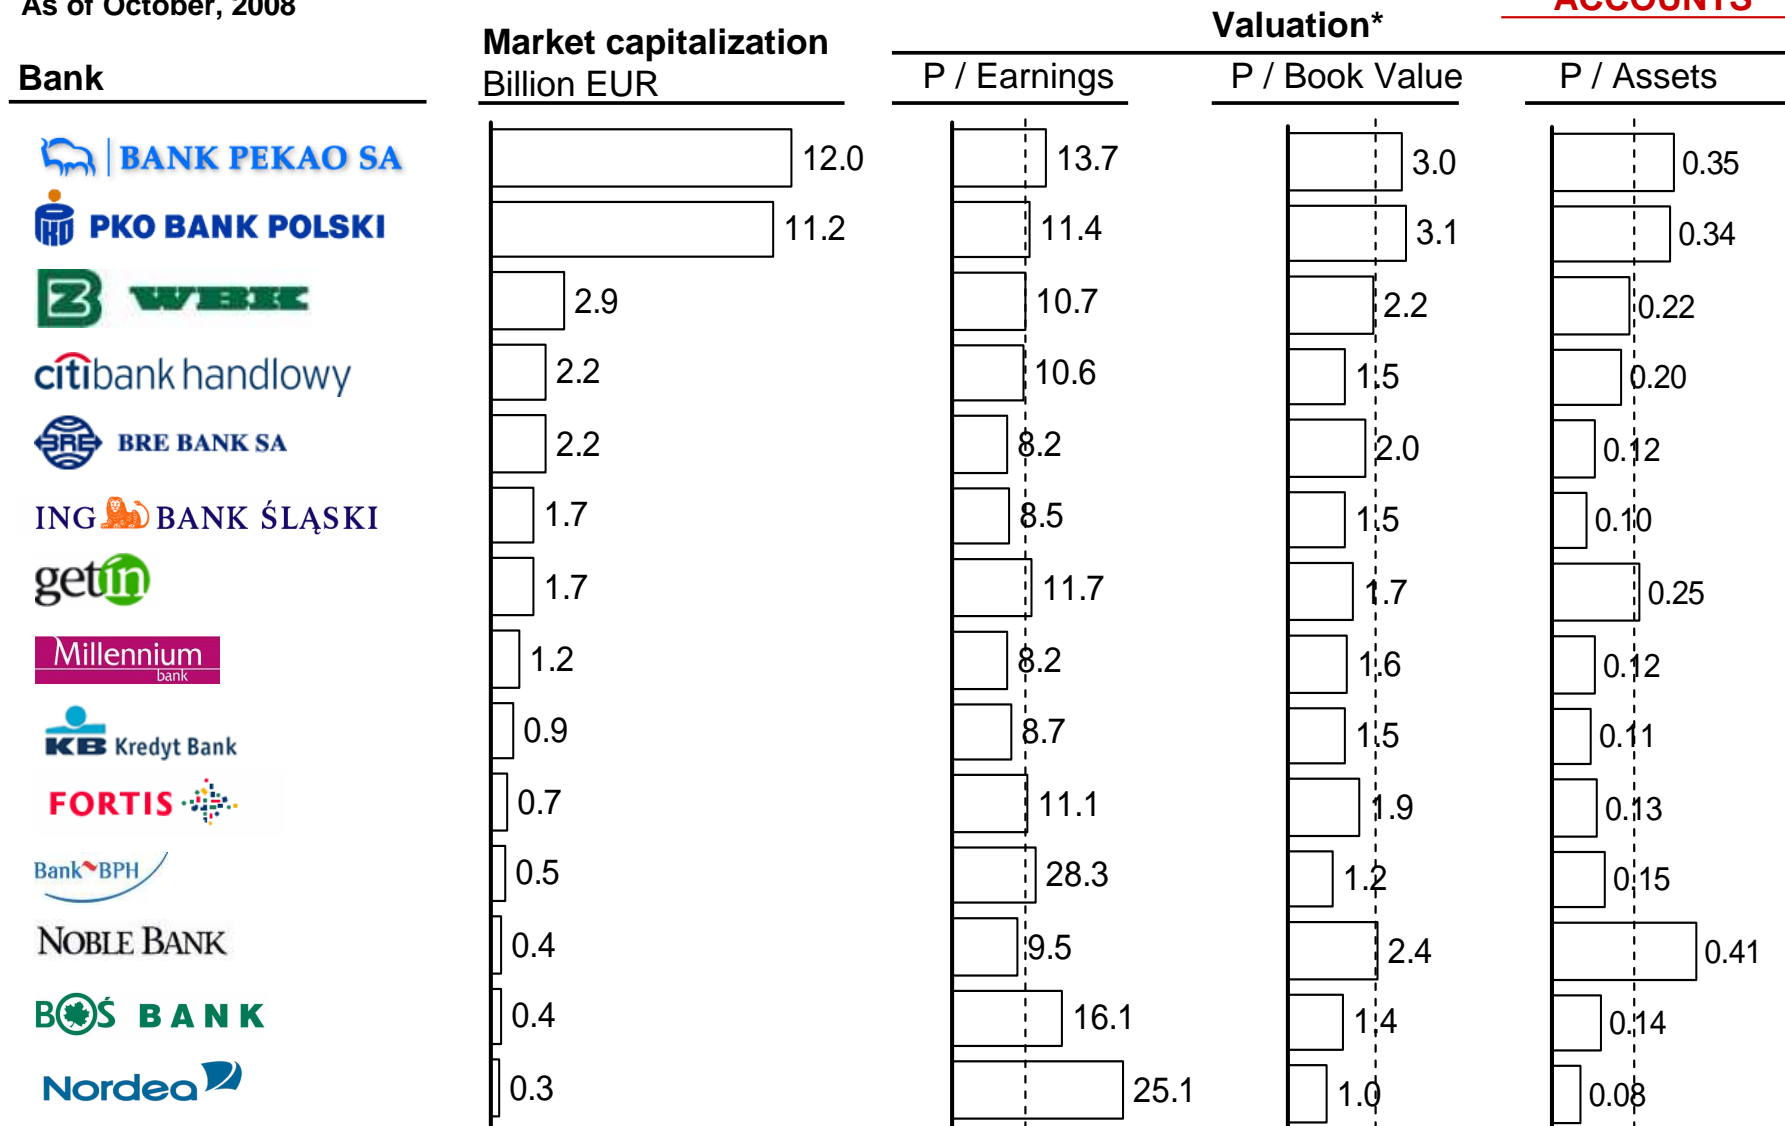 As of October, 2008
ACCOUNTS
Valuation*
Market capitalization
Billion EUR
Bank
P / Earnings
P / Book Value
P / Assets
BANK PEKAO SA 12.0 13.7 3.0 0.35
PKO BANK POLSKI 11.2 11.4 3.1 0.34
BZ WBK 2.9 10.7 2.2 0.22
citibank handlowy 2.2 10.6 1.5 0.20
BRE BRE BANK SA 2.2 8.2 2.0 0.12
ING BANK ŚLĄSKI 1.7 8.5 1.5 0.10
getin 1.7 11.7 1.7 0.25
Millennium bank 1.2 8.2 1.6 0.12
KB Kredyt Bank 0.9 8.7 1.5 0.11
FORTIS 0.7 11.1 1.9 0.13
Bank BPH 0.5 28.3 1.2 0.15
NOBLE BANK 0.4 9.5 2.4 0.41
BOŚ BANK 0.4 16.1 1.4 0.14
Nordea 0.3 25.1 1.0 0.08